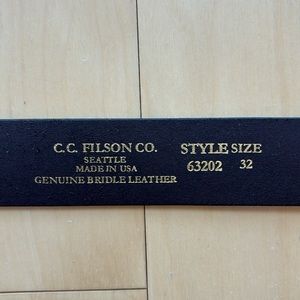 C.C. FILSON CO. STYLE SIZE
SEATTLE 63202 32
MADE IN USA
GENUINE BRIDLE LEATHER